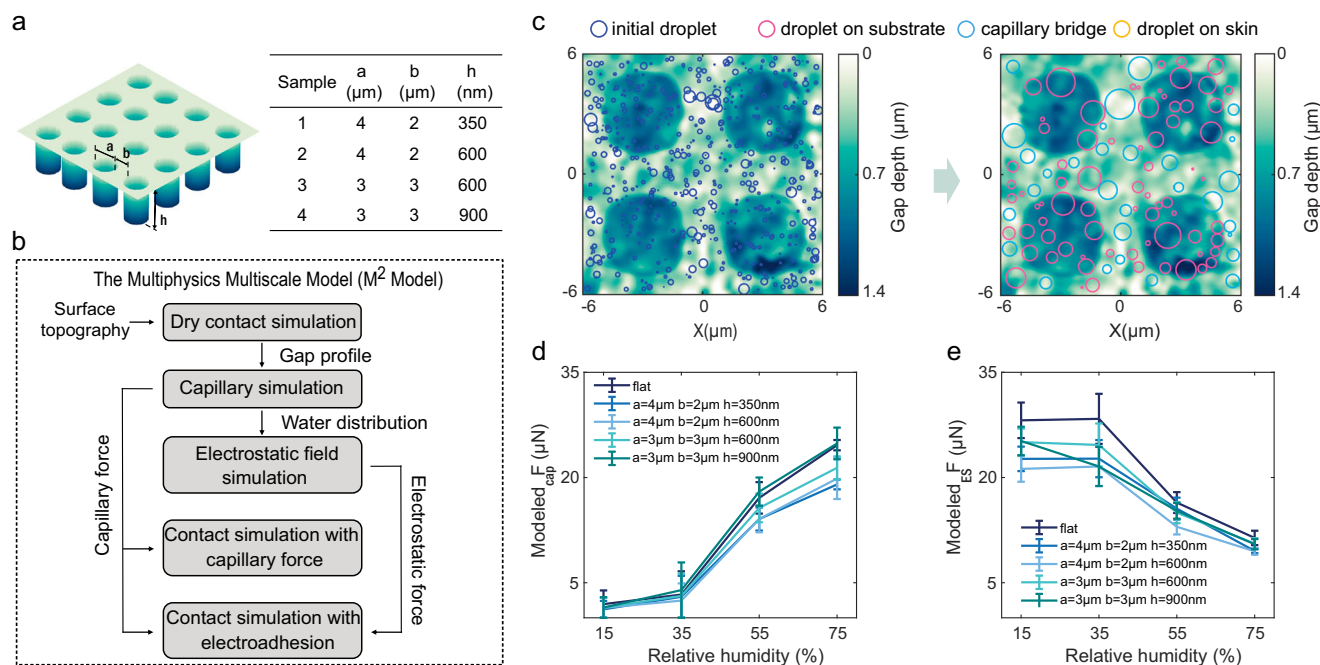 a
Sample a b h
(μm) (μm) (nm)
1 4 2 350
2 4 2 600
3 3 3 600
4 3 3 900
a
b
h
b
The Multiphysics Multiscale Model (M² Model)
Surface
topography
Dry contact simulation
Gap profile
Capillary simulation
Water distribution
Electrostatic field
simulation
Capillary force
Electrostatic force
Contact simulation with
capillary force
Contact simulation with
electroadhesion
c
initial droplet droplet on substrate capillary bridge droplet on skin
6
0
-6
-6 0 6
X(μm)
0
0.7
1.4
Gap depth (μm)
6
0
-6
-6 0 6
X(μm)
0
0.7
1.4
Gap depth (μm)
d
35
20
5
Modeled F_cap (μN)
flat
a=4μm b=2μm h=350nm
a=4μm b=2μm h=600nm
a=3μm b=3μm h=600nm
a=3μm b=3μm h=900nm
15 35 55 75
Relative humidity (%)
e
35
20
5
Modeled F_ES (μN)
flat
a=4μm b=2μm h=350nm
a=4μm b=2μm h=600nm
a=3μm b=3μm h=600nm
a=3μm b=3μm h=900nm
15 35 55 75
Relative humidity (%)